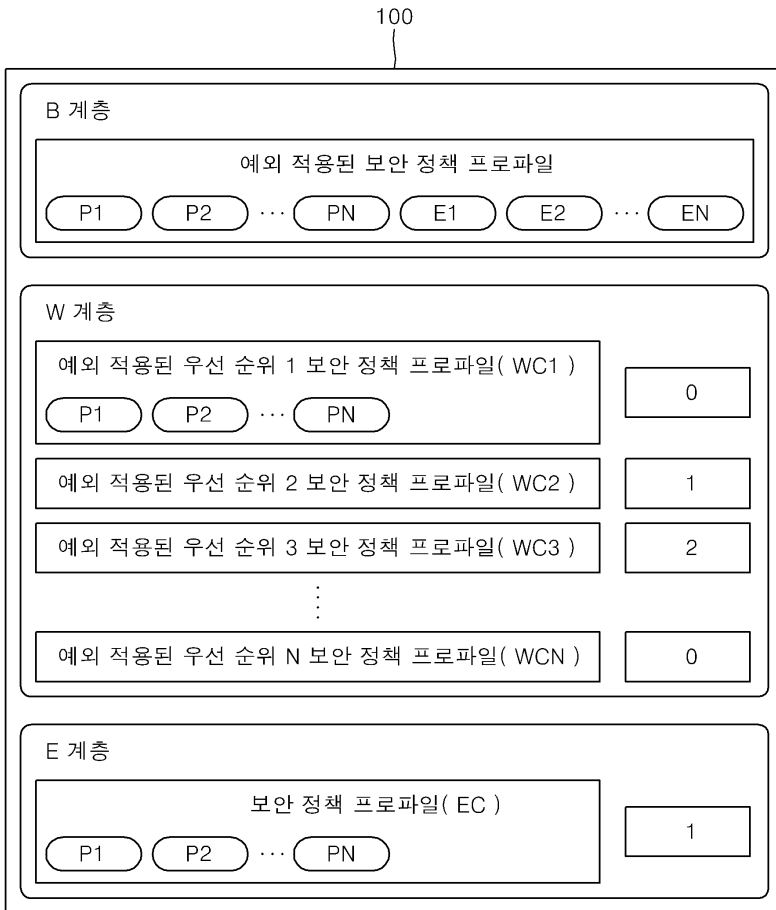 100
B 계층
예외 적용된 보안 정책 프로파일
P1 P2 ··· PN E1 E2 ··· EN
W 계층
예외 적용된 우선 순위 1 보안 정책 프로파일( WC1 )
0
P1 P2 ··· PN
예외 적용된 우선 순위 2 보안 정책 프로파일( WC2 ) 1
예외 적용된 우선 순위 3 보안 정책 프로파일( WC3 ) 2
예외 적용된 우선 순위 N 보안 정책 프로파일( WCN ) 0
E 계층
보안 정책 프로파일( EC )
1
P1 P2 ··· PN